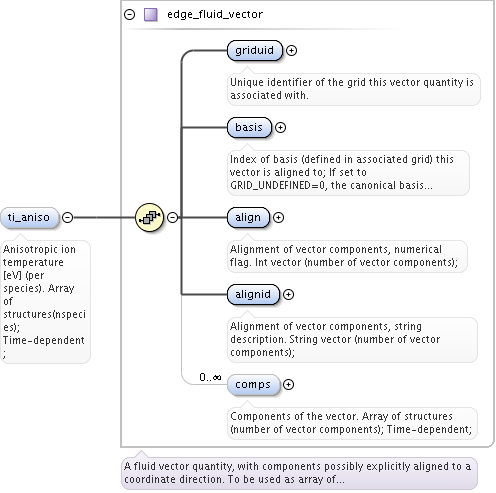 edge_fluid_vector
griduid
Unique identifier of the grid this vector quantity is
associated with.
basis
Index of basis (defined in associated grid) this
vector is aligned to; If set to
GRID_UNDEFINED=0, the canonical basis...
ti_aniso
Anisotropic ion
temperature
[eV] (per
species). Array
of
structures(nspeci
es);
Time-dependent
;
align
Alignment of vector components, numerical
flag. Int vector (number of vector components);
alignid
Alignment of vector components, string
description. String vector (number of vector
components);
0..∞
comps
Components of the vector. Array of structures
(number of vector components); Time-dependent;
A fluid vector quantity, with components possibly explicitly aligned to a
coordinate direction. To be used as array of...